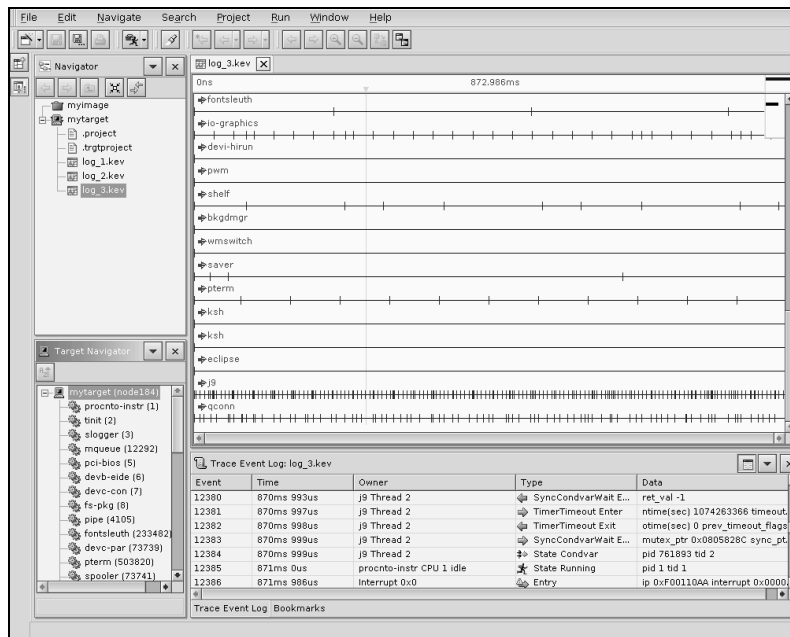 File Edit Navigate Search Project Run Window Help
Navigator
log_3.kev
0ns 872.986ms
myimage
mytarget
.project
.trgtproject
log_1.kev
log_2.kev
log_3.kev
fontsleuth
io-graphics
devi-hirun
pwm
shelf
bkgdmgr
wmswitch
saver
pterm
ksh
ksh
eclipse
j9
qconn
Target Navigator
mytarget (node184)
procnto-instr (1)
tinit (2)
slogger (3)
mqueue (12292)
pci-bios (5)
devb-eide (6)
devc-con (7)
fs-pkg (8)
pipe (4105)
fontsleuth (233482)
devc-par (73739)
pterm (503820)
spooler (73741)
Trace Event Log: log_3.kev
Event Time Owner Type Data
12380 870ms 993us j9 Thread 2 SyncCondvarWait E... ret_val -1
12381 870ms 997us j9 Thread 2 TimerTimeout Enter ntime(sec) 1074263366 timeout.
12382 870ms 998us j9 Thread 2 TimerTimeout Exit otime(sec) 0 prev_timeout_flags
12383 870ms 999us j9 Thread 2 SyncCondvarWait E... mutex_ptr 0x0805828C sync_pt.
12384 870ms 999us j9 Thread 2 State Condvar pid 761893 tid 2
12385 871ms 0us procnto-instr CPU 1 idle State Running pid 1 tid 1
12386 871ms 986us Interrupt 0x0 Entry ip 0xF00110AA interrupt 0x0000.
Trace Event Log Bookmarks